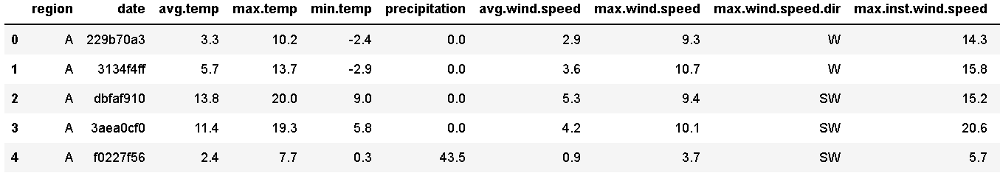 region date avg.temp max.temp min.temp precipitation avg.wind.speed max.wind.speed max.wind.speed.dir max.inst.wind.speed
0 A 229b70a3 3.3 10.2 -2.4 0.0 2.9 9.3 W 14.3
1 A 3134f4ff 5.7 13.7 -2.9 0.0 3.6 10.7 W 15.8
2 A dbfaf910 13.8 20.0 9.0 0.0 5.3 9.4 SW 15.2
3 A 3aea0cf0 11.4 19.3 5.8 0.0 4.2 10.1 SW 20.6
4 A f0227f56 2.4 7.7 0.3 43.5 0.9 3.7 SW 5.7